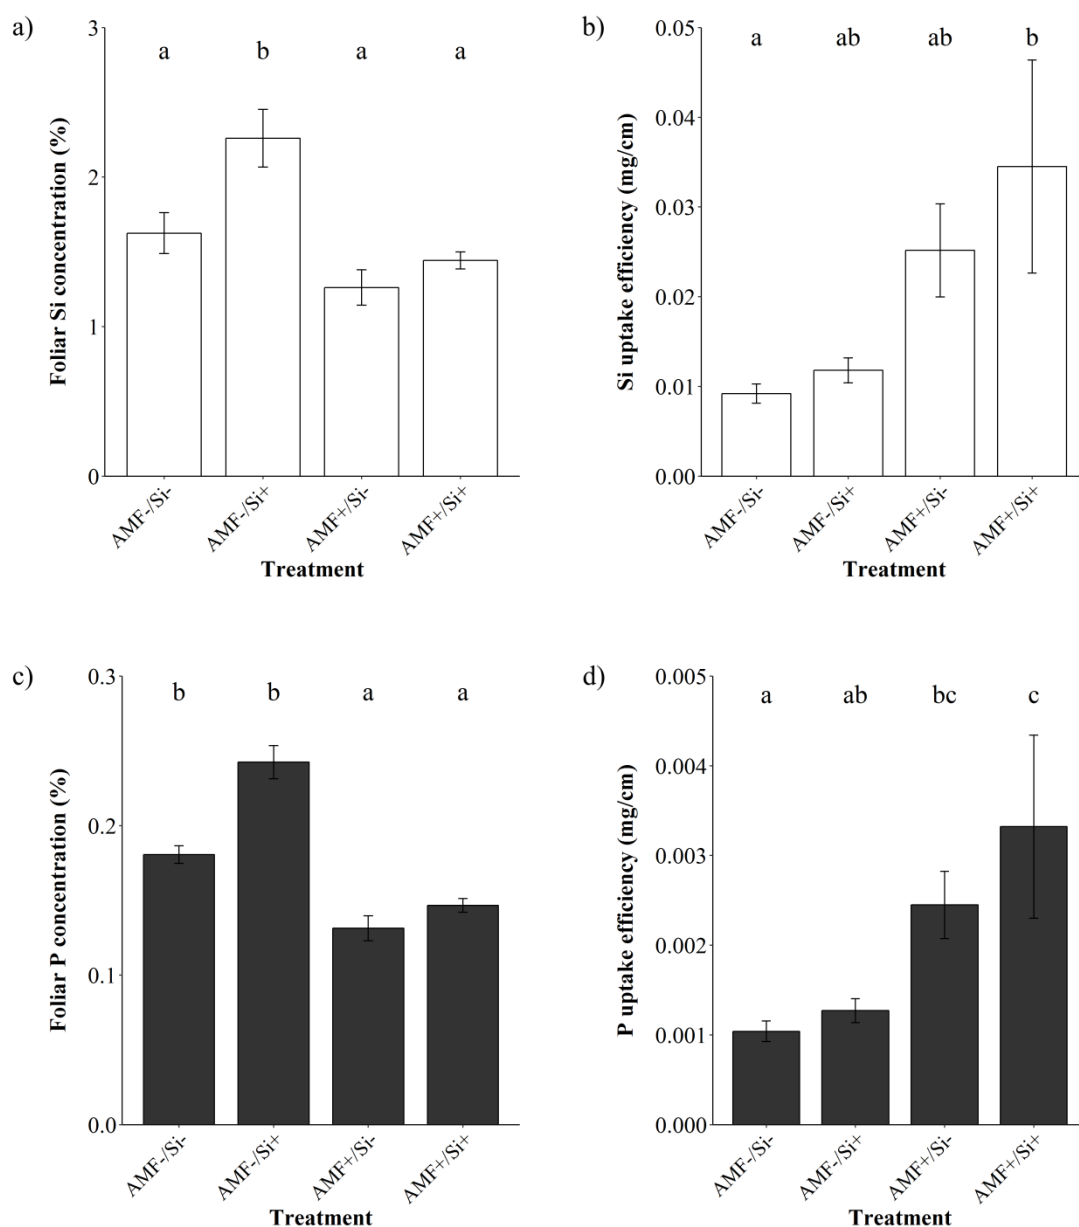 a)
Foliar Si concentration (%)
3
2
1
0
a b a a
AMF-/Si- AMF-/Si+ AMF+/Si- AMF+/Si+
Treatment
b)
Si uptake efficiency (mg/cm)
0.05
0.04
0.03
0.02
0.01
0.00
a ab ab b
AMF-/Si- AMF-/Si+ AMF+/Si- AMF+/Si+
Treatment
c)
Foliar P concentration (%)
0.3
0.2
0.1
0.0
b b a a
AMF-/Si- AMF-/Si+ AMF+/Si- AMF+/Si+
Treatment
d)
P uptake efficiency (mg/cm)
0.005
0.004
0.003
0.002
0.001
0.000
a ab bc c
AMF-/Si- AMF-/Si+ AMF+/Si- AMF+/Si+
Treatment